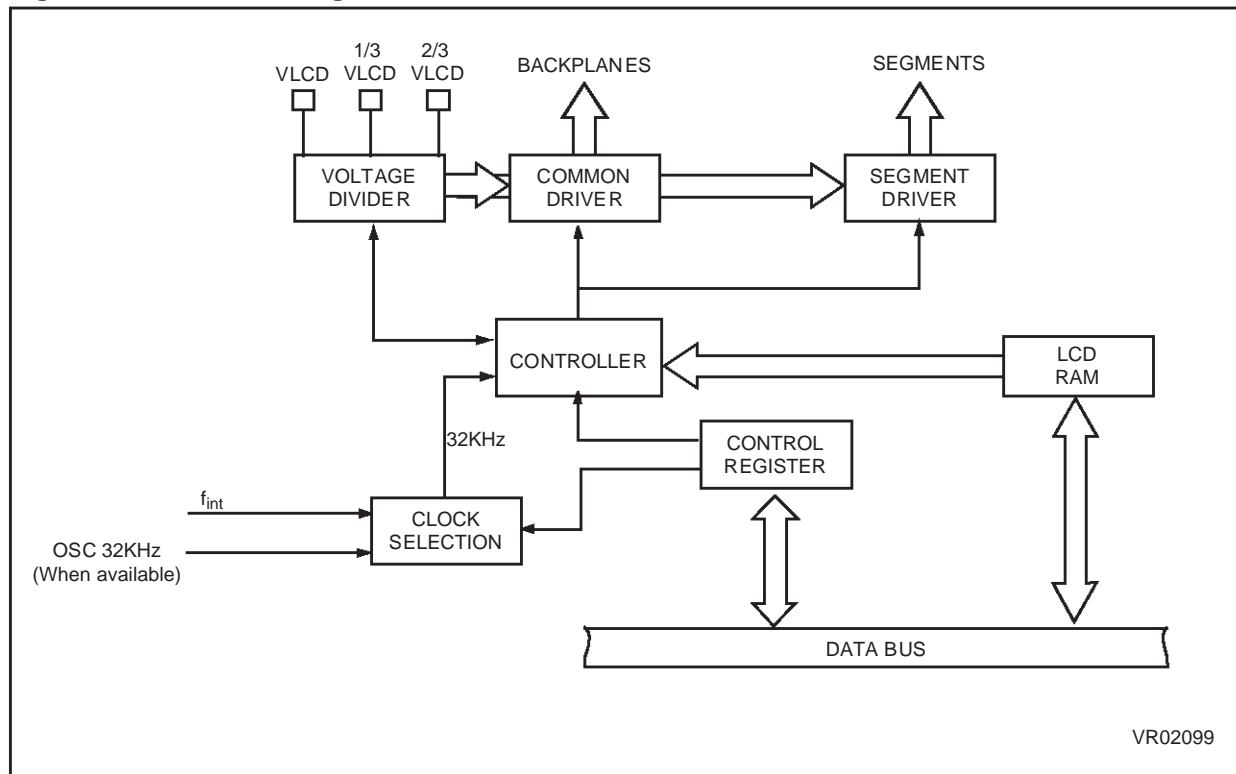 1/3
2/3
VLCD
VLCD
VLCD
BACKPLANES
SEGMENTS
VOLTAGE
DIVIDER
COMMON
DRIVER
SEGMENT
DRIVER
CONTROLLER
LCD
RAM
32KHz
CONTROL
REGISTER
fint
CLOCK
SELECTION
OSC 32KHz
(When available)
DATA BUS
VR02099